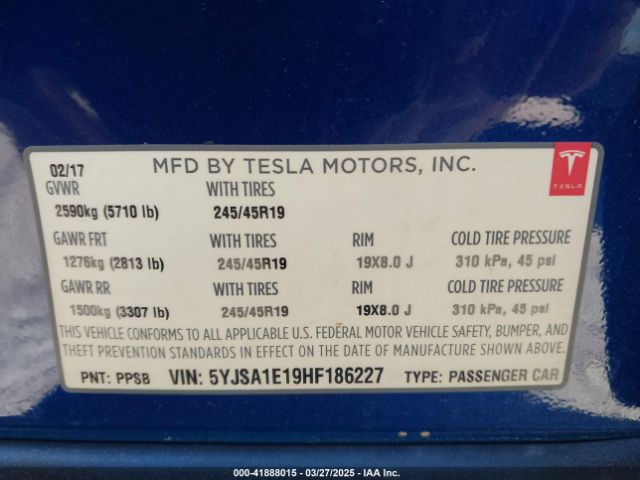 02/17 MFD BY TESLA MOTORS, INC.
TESLA
GVWR WITH TIRES
2590kg (5710 lb) 245/45R19
GAWR FRT WITH TIRES RIM COLD TIRE PRESSURE
1276kg (2813 lb) 245/45R19 19X8.0 J 310 kPa, 45 psi
GAWR RR WITH TIRES RIM COLD TIRE PRESSURE
1500kg (3307 lb) 245/45R19 19X8.0 J 310 kPa, 45 psi
THIS VEHICLE CONFORMS TO ALL APPLICABLE U.S. FEDERAL MOTOR VEHICLE SAFETY, BUMPER, AND
THEFT PREVENTION STANDARDS IN EFFECT ON THE DATE OF MANUFACTURE SHOWN ABOVE.
PNT: PPSB VIN: 5YJSA1E19HF186227 TYPE: PASSENGER CAR
000-41888015 — 03/27/2025 — IAA Inc.